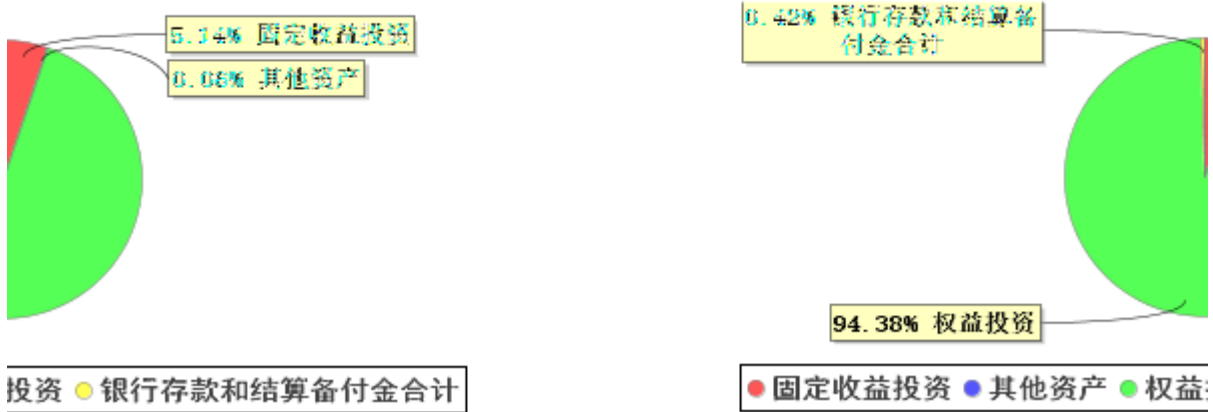 5.14% 固定收益投资
0.06% 其他资产
投资 银行存款和结算备付金合计
0.42% 银行存款和结算备
付金合计
94.38% 权益投资
固定收益投资 其他资产 权益